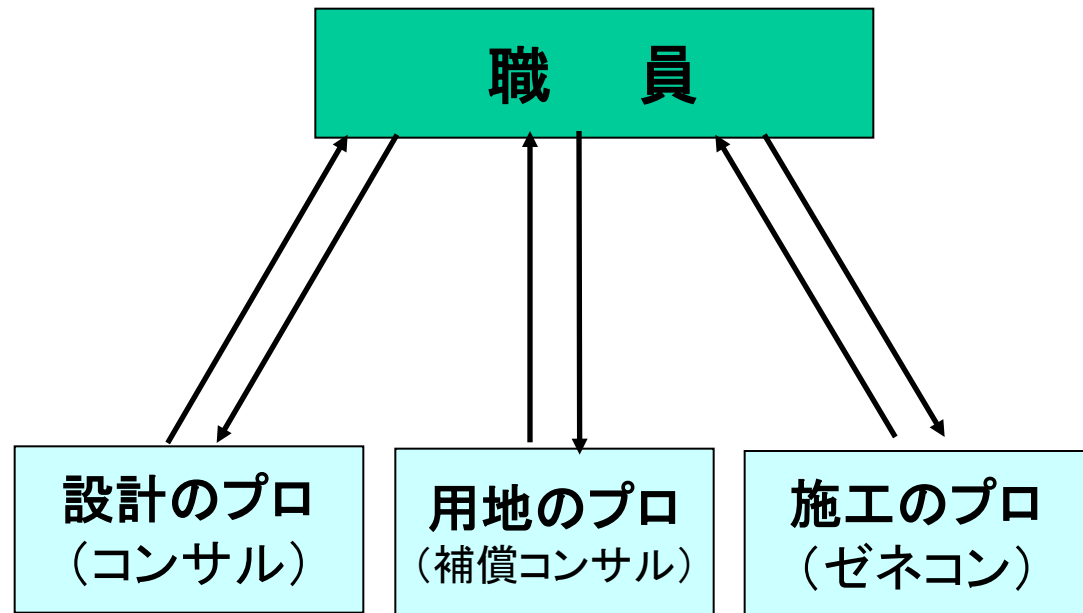 職　員
設計のプロ
（コンサル）
用地のプロ
（補償コンサル）
施工のプロ
（ゼネコン）